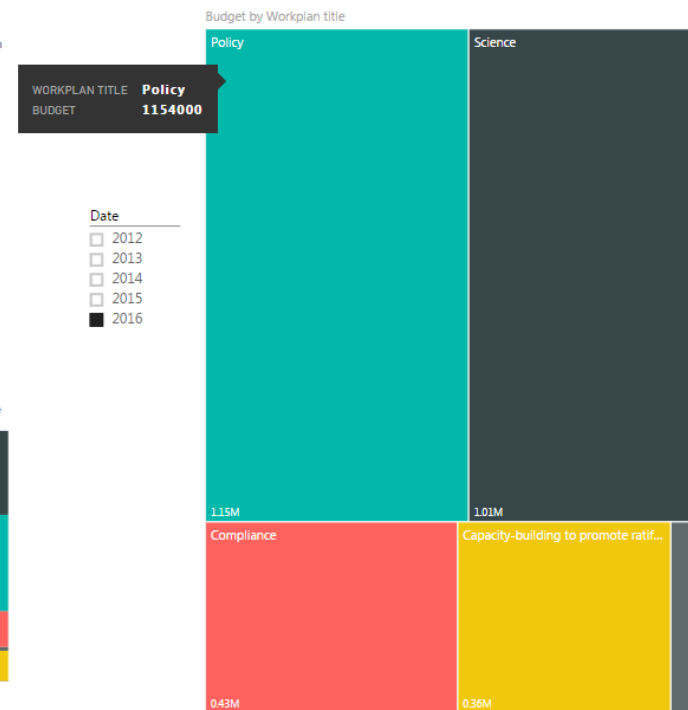 Budget by Workplan title
Policy
Science
WORKPLAN TITLE Policy
BUDGET 1154000
Date
2012
2013
2014
2015
2016
1.15M
1.01M
Compliance
Capacity-building to promote ratif...
0.43M
0.36M